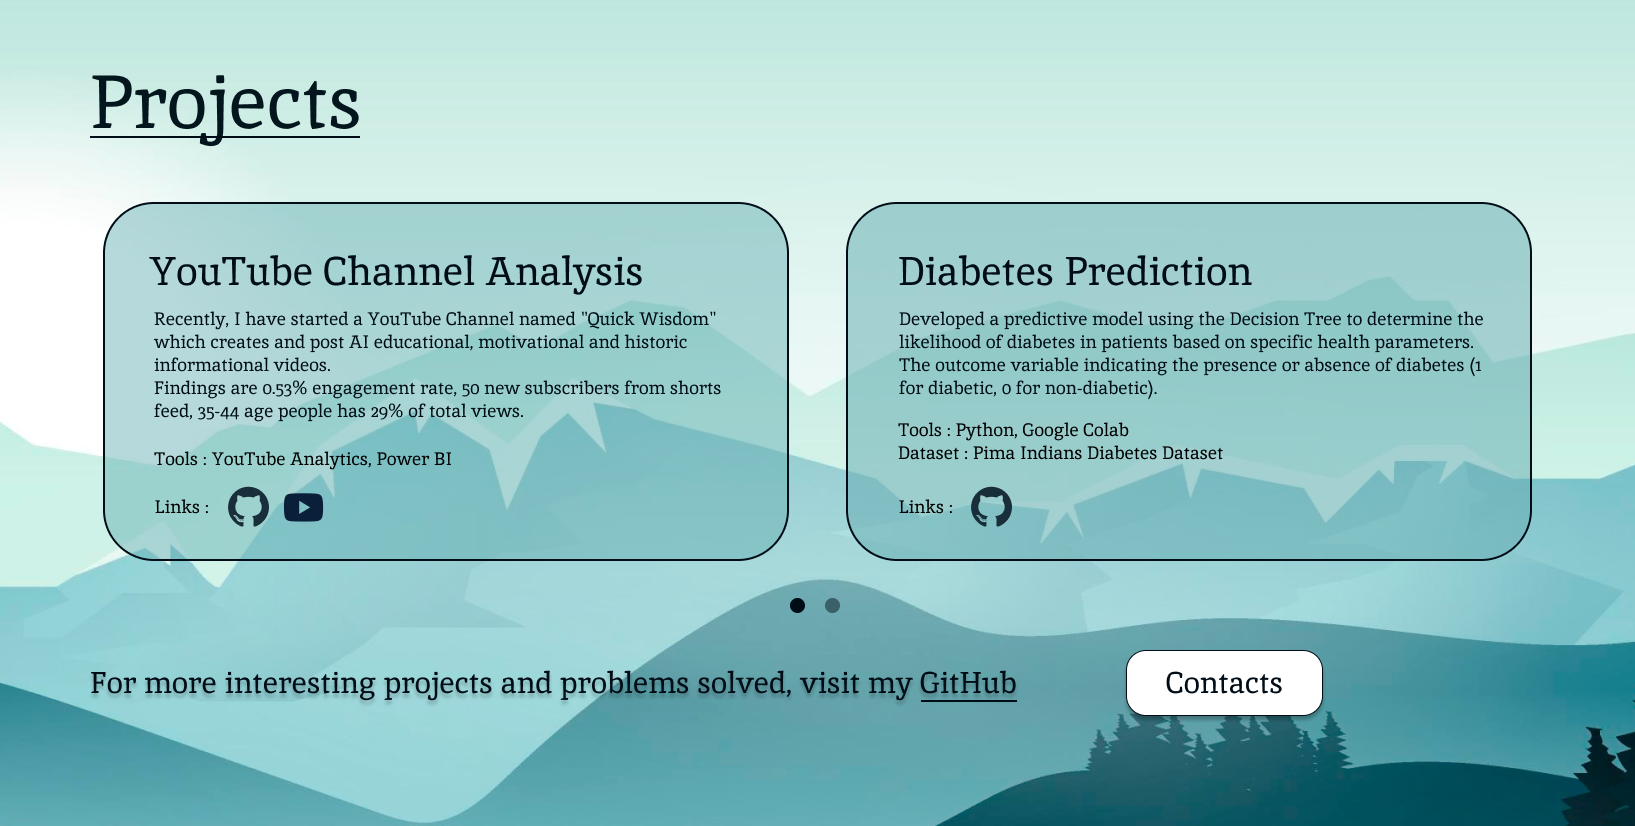 Projects
YouTube Channel Analysis
Recently, I have started a YouTube Channel named "Quick Wisdom"
which creates and post AI educational, motivational and historic
informational videos.
Findings are 0.53% engagement rate, 50 new subscribers from shorts
feed, 35-44 age people has 29% of total views.
Tools : YouTube Analytics, Power BI
Links :
Diabetes Prediction
Developed a predictive model using the Decision Tree to determine the
likelihood of diabetes in patients based on specific health parameters.
The outcome variable indicating the presence or absence of diabetes (1
for diabetic, 0 for non-diabetic).
Tools : Python, Google Colab
Dataset : Pima Indians Diabetes Dataset
Links :
For more interesting projects and problems solved, visit my GitHub
Contacts